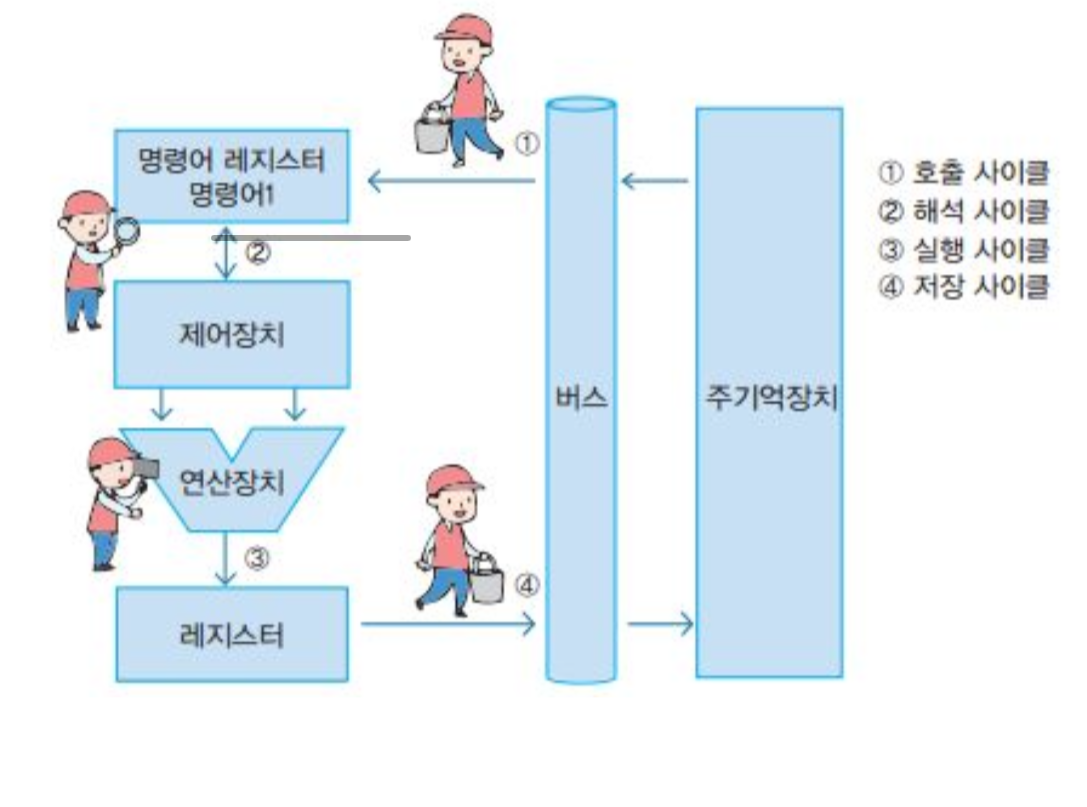 ①
명령어 레지스터
명령어1
②
제어장치
연산장치
③
레지스터
④
버스
주기억장치
① 호출 사이클
② 해석 사이클
③ 실행 사이클
④ 저장 사이클